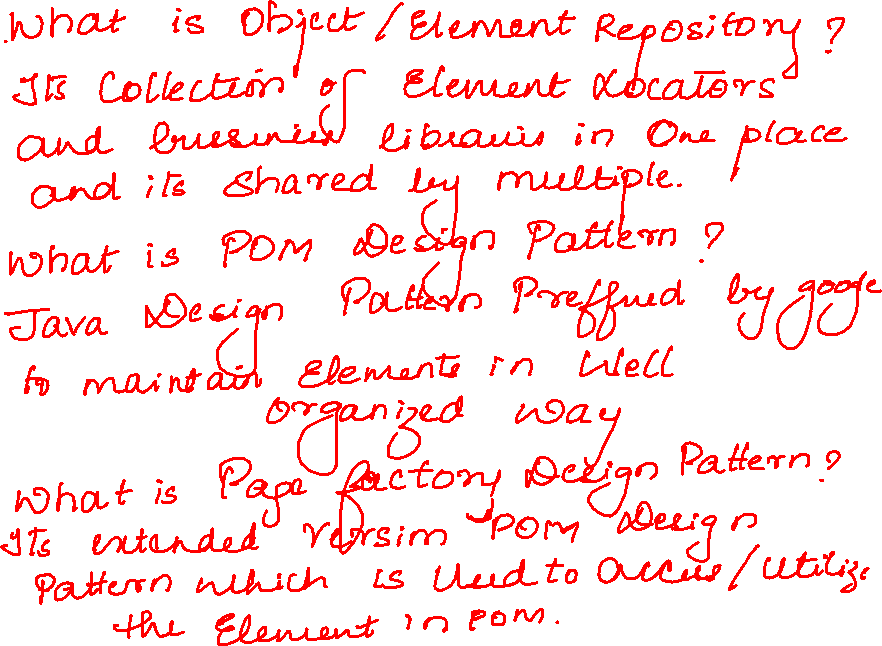 What is Object / Element Repository ?
Its Collection of Element Locators
and business libraries in One place
and its shared by multiple.
What is POM Design Pattern ?
Java Design Pattern Preffued by google
to maintain Elements in Well
organized way
What is Page factory Design Pattern ?
Its extended version POM Design
Pattern which is Used to Access / Utilize
the Element in POM.